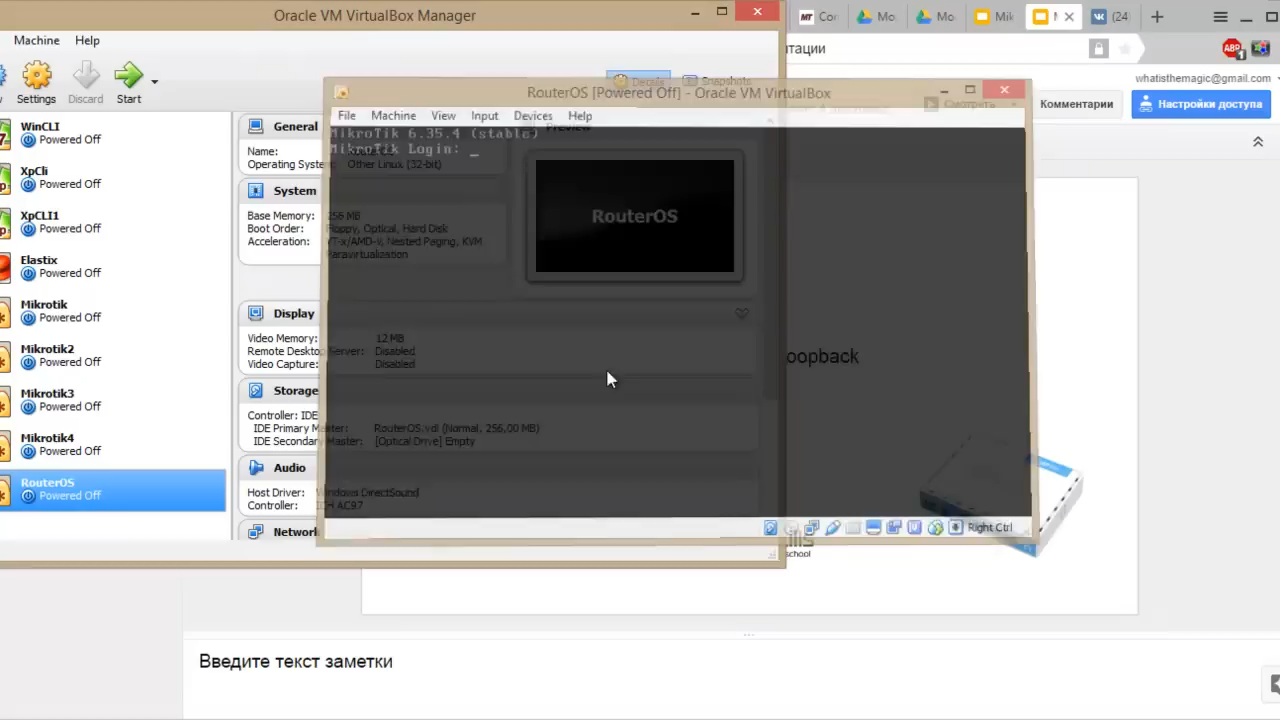 Oracle VM VirtualBox Manager
Machine Help
Settings Discard Start
Details Snapshots
WinCLI
Powered Off
XpCli
Powered Off
XpCLI1
Powered Off
Elastix
Powered Off
Mikrotik
Powered Off
Mikrotik2
Powered Off
Mikrotik3
Powered Off
Mikrotik4
Powered Off
RouterOS
Powered Off
General
Name:
Operating System: Other Linux (32-bit)
System
Base Memory: 256 MB
Boot Order: Floppy, Optical, Hard Disk
Acceleration: VT-x/AMD-V, Nested Paging, KVM
Paravirtualization
Preview
RouterOS
Display
Video Memory: 12 MB
Remote Desktop Server: Disabled
Video Capture: Disabled
Storage
Controller: IDE
IDE Primary Master: RouterOS.vdi (Normal, 256,00 MB)
IDE Secondary Master: [Optical Drive] Empty
Audio
Host Driver: Windows DirectSound
Controller: ICH AC97
Network
RouterOS [Powered Off] - Oracle VM VirtualBox
File Machine View Input Devices Help
MikroTik 6.35.4 (stable)
MikroTik Login: _
Right Ctrl
Cor
Mo
Mo
Mik
M
(24)
тации
ABP
1
whatisthemagic@gmail.com
Смотреть
Комментарии
Настройки доступа
oopback
school
Введите текст заметки